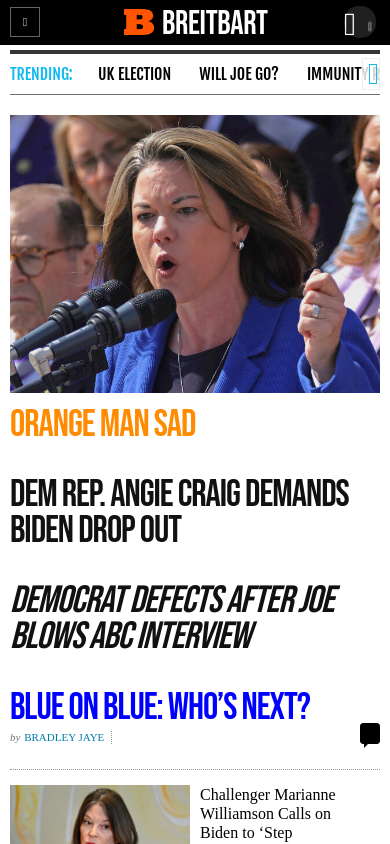 BREITBART
TRENDING: UK ELECTION WILL JOE GO? IMMUNITY
ORANGE MAN SAD
DEM REP. ANGIE CRAIG DEMANDS
BIDEN DROP OUT
DEMOCRAT DEFECTS AFTER JOE
BLOWS ABC INTERVIEW
BLUE ON BLUE: WHO’S NEXT?
by BRADLEY JAYE
Challenger Marianne
Williamson Calls on
Biden to ‘Step